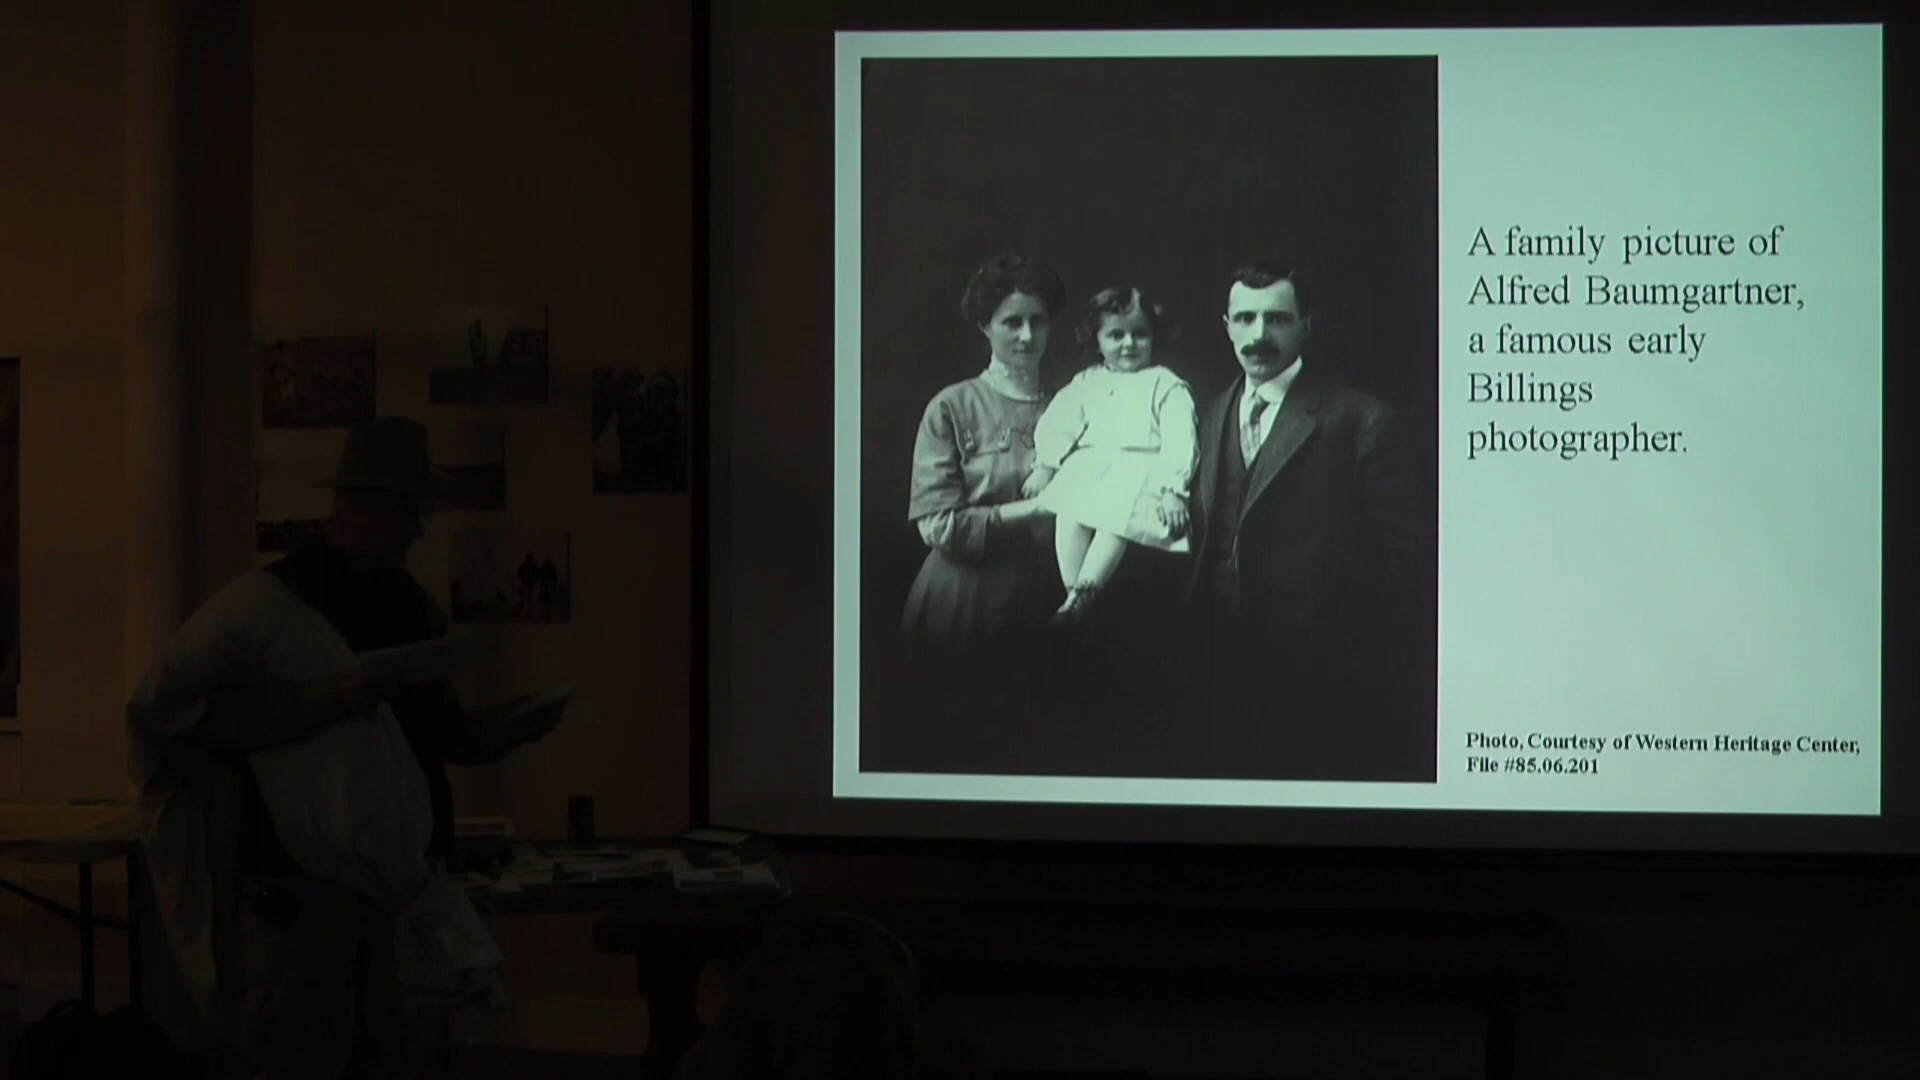 A family picture of
Alfred Baumgartner,
a famous early
Billings
photographer.
Photo, Courtesy of Western Heritage Center,
File #85.06.201